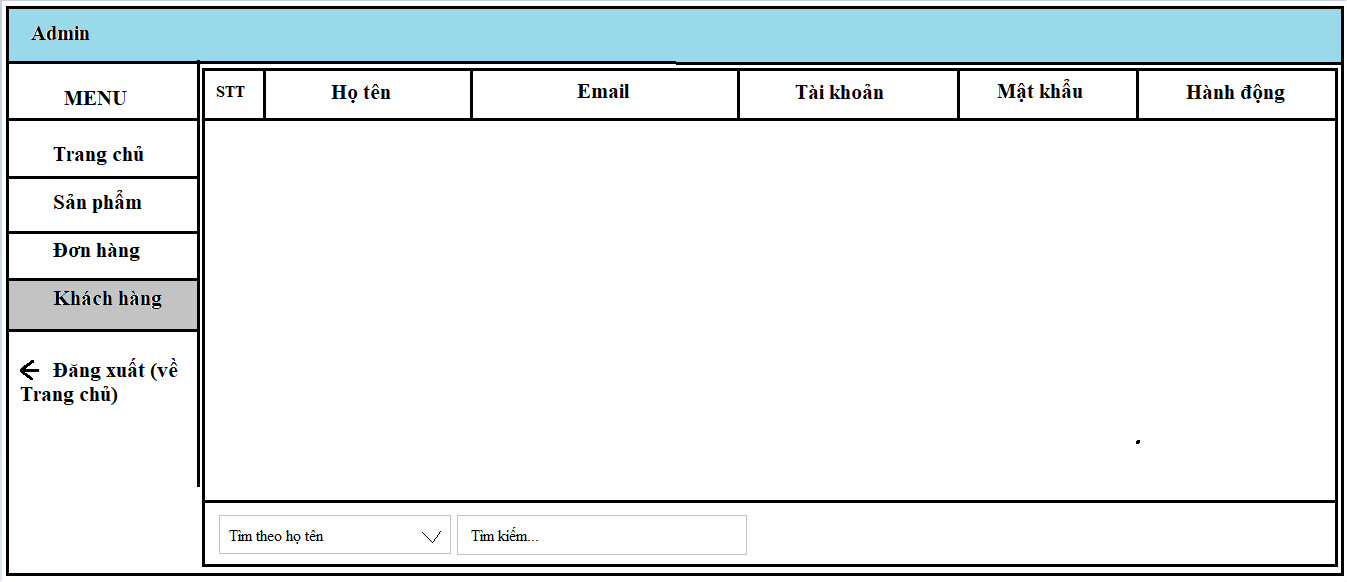 Admin
MENU
STT
Họ tên
Email
Tài khoản
Mật khẩu
Hành động
Trang chủ
Sản phẩm
Đơn hàng
Khách hàng
Đăng xuất (về
Trang chủ)
Tìm theo họ tên
Tìm kiếm...